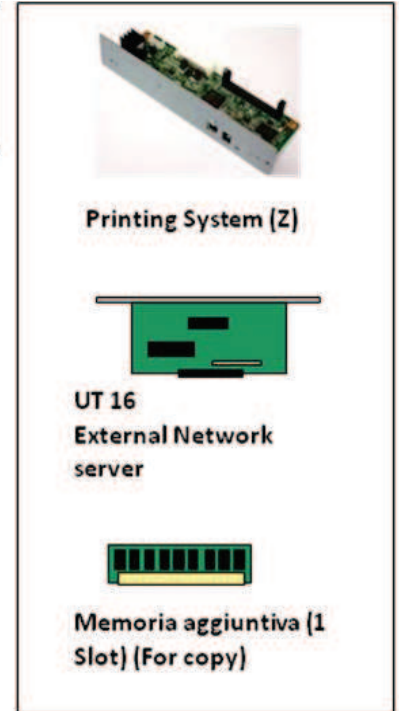 Printing System (Z)
UT 16
External Network
server
Memoria aggiuntiva (1
Slot) (For copy)